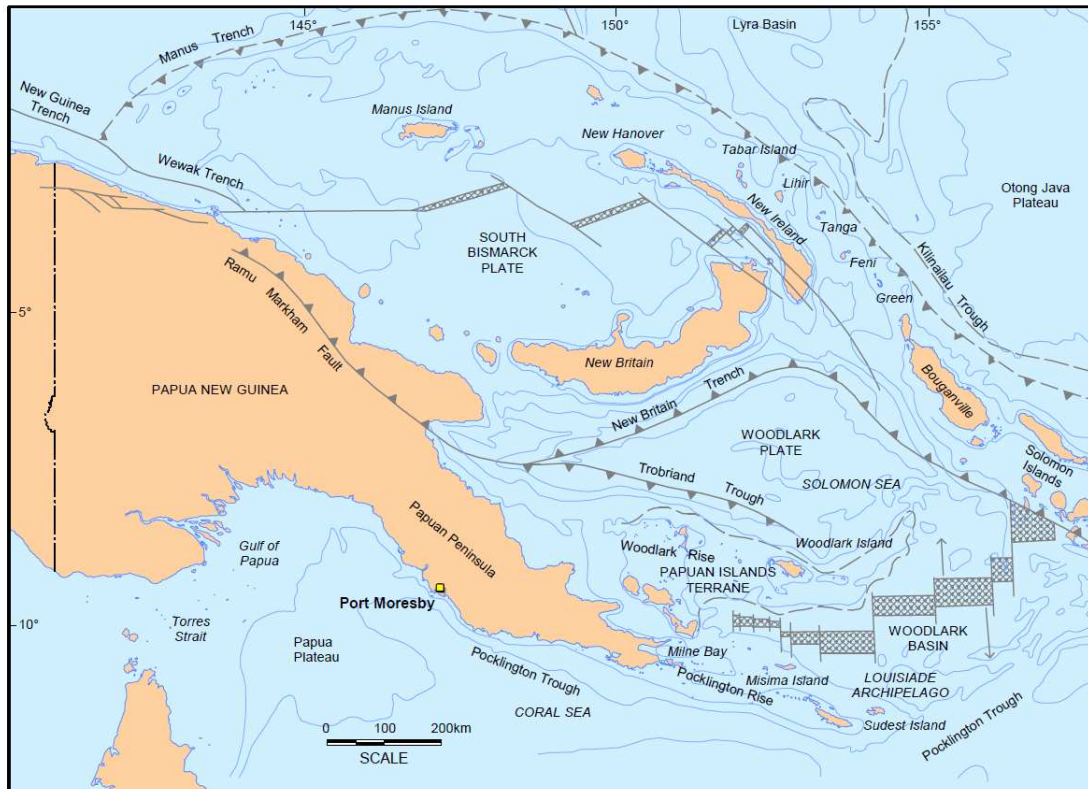 145°
150°
155°
Lyra Basin
Manus Trench
New Guinea
Trench
Manus Island
New Hanover
Tabar Island
Wewak Trench
Lihir
Otong Java
Plateau
New Ireland
Tanga
SOUTH
BISMARCK
PLATE
Feni
Kilinailau Trough
Ramu Markham Fault
Green
-5°
New Britain
PAPUA NEW GUINEA
Bouganville
New Britain Trench
WOODLARK
PLATE
Solomon
Islands
Trobriand Trough
SOLOMON SEA
Papuan Peninsula
Gulf of
Papua
Woodlark Island
Woodlark Rise
PAPUAN ISLANDS
TERRANE
Port Moresby
-10°
Torres
Strait
Papua
Plateau
WOODLARK
BASIN
Milne Bay
Pocklington Trough
Pocklington Rise
Misima Island
LOUISIADE
ARCHIPELAGO
CORAL SEA
Sudest Island
Pocklington Trough
0 100 200km
SCALE